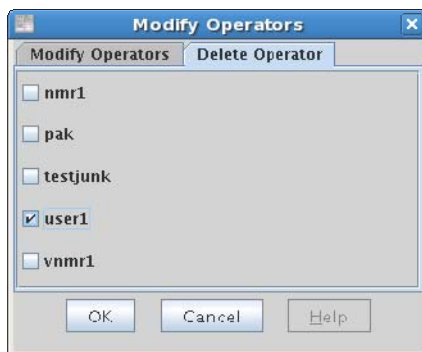 Modify Operators
Modify Operators Delete Operator
nmr1
pak
testjunk
user1
vnmr1
OK Cancel Help